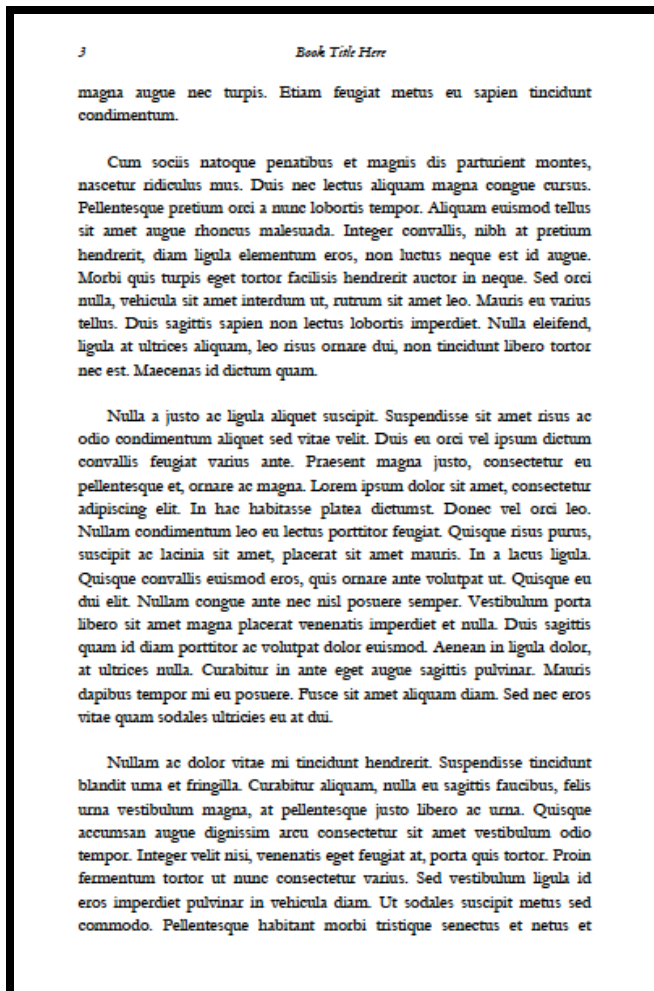 3 Book Title Here
magna augue nec turpis. Etiam feugiat metus eu sapien tincidunt
condimentum.
Cum sociis natoque penatibus et magnis dis parturient montes,
nascetur ridiculus mus. Duis nec lectus aliquam magna congue cursus.
Pellentesque pretium orci a nunc lobortis tempor. Aliquam euismod tellus
sit amet augue rhoncus malesuada. Integer convallis, nibh at pretium
hendrerit, diam ligula elementum eros, non luctus neque est id augue.
Morbi quis turpis eget tortor facilisis hendrerit auctor in neque. Sed orci
nulla, vehicula sit amet interdum ut, rutrum sit amet leo. Mauris eu varius
tellus. Duis sagittis sapien non lectus lobortis imperdiet. Nulla eleifend,
ligula at ultrices aliquam, leo risus ornare dui, non tincidunt libero tortor
nec est. Maecenas id dictum quam.
Nulla a justo ac ligula aliquet suscipit. Suspendisse sit amet risus ac
odio condimentum aliquet sed vitae velit. Duis eu orci vel ipsum dictum
convallis feugiat varius ante. Praesent magna justo, consectetur eu
pellentesque et, ornare ac magna. Lorem ipsum dolor sit amet, consectetur
adipiscing elit. In hac habitasse platea dictumst. Donec vel orci leo.
Nullam condimentum leo eu lectus porttitor feugiat. Quisque risus purus,
suscipit ac lacinia sit amet, placerat sit amet mauris. In a lacus ligula.
Quisque convallis euismod eros, quis ornare ante volutpat ut. Quisque eu
dui elit. Nullam congue ante nec nisl posuere semper. Vestibulum porta
libero sit amet magna placerat venenatis imperdiet et nulla. Duis sagittis
quam id diam porttitor ac volutpat dolor euismod. Aenean in ligula dolor,
at ultrices nulla. Curabitur in ante eget augue sagittis pulvinar. Mauris
dapibus tempor mi eu posuere. Fusce sit amet aliquam diam. Sed nec eros
vitae quam sodales ultricies eu at dui.
Nullam ac dolor vitae mi tincidunt hendrerit. Suspendisse tincidunt
blandit urna et fringilla. Curabitur aliquam, nulla eu sagittis faucibus, felis
urna vestibulum magna, at pellentesque justo libero ac urna. Quisque
accumsan augue dignissim arcu consectetur sit amet vestibulum odio
tempor. Integer velit nisi, venenatis eget feugiat at, porta quis tortor. Proin
fermentum tortor ut nunc consectetur varius. Sed vestibulum ligula id
eros imperdiet pulvinar in vehicula diam. Ut sodales suscipit metus sed
commodo. Pellentesque habitant morbi tristique senectus et netus et